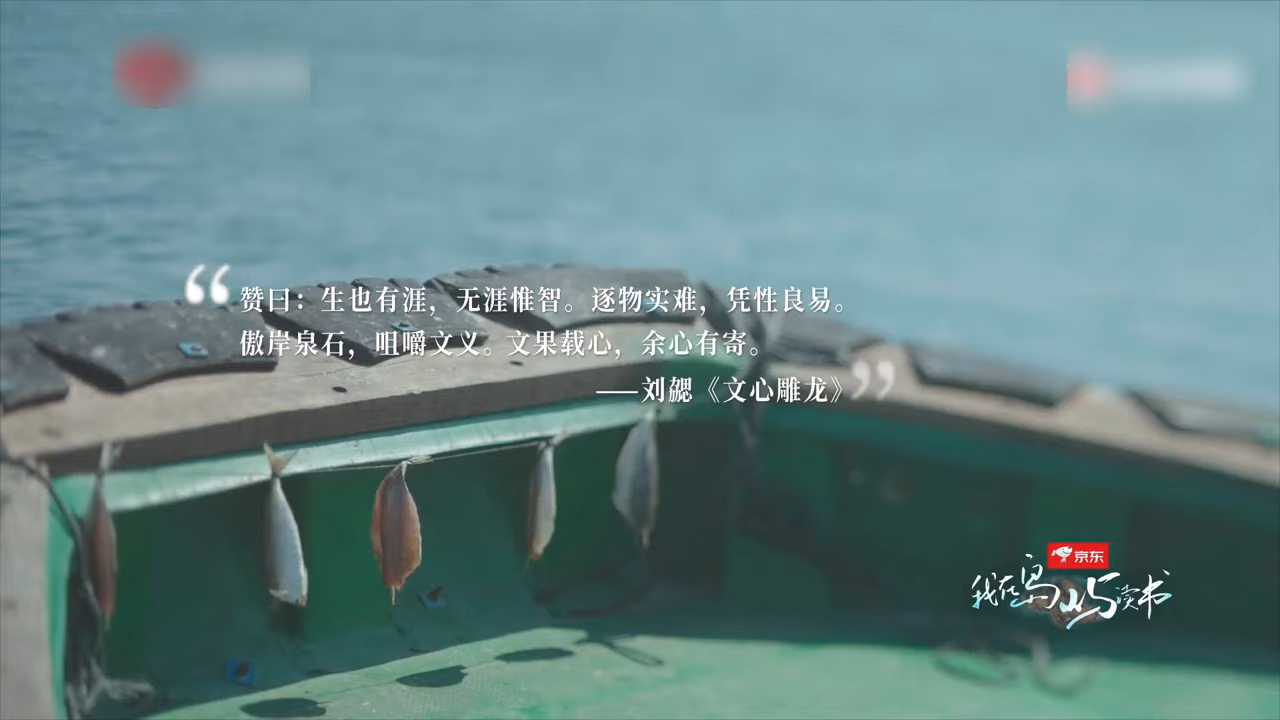 “赞曰：生也有涯，无涯惟智。逐物实难，凭性良易。
傲岸泉石，咀嚼文义。文果载心，余心有寄。
——刘勰《文心雕龙》”
京东
我在岛屿读书